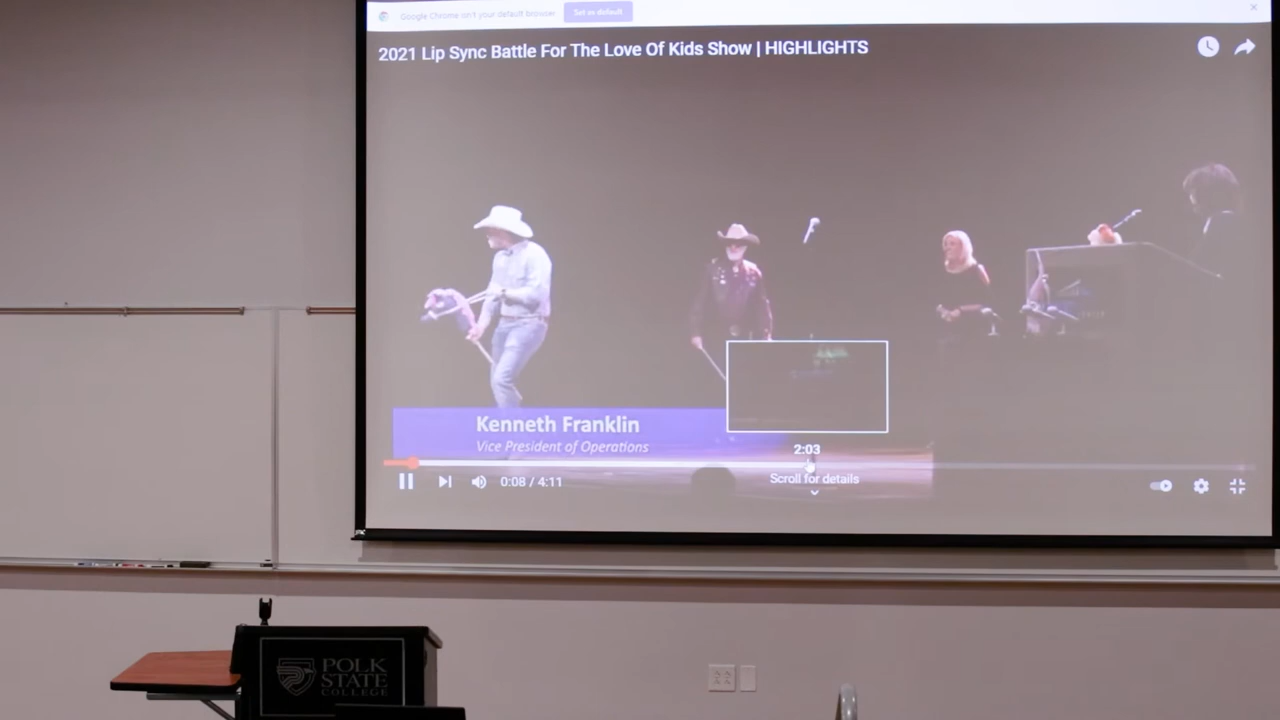 Google Chrome isn't your default browser
Set as default
2021 Lip Sync Battle For The Love Of Kids Show | HIGHLIGHTS
Kenneth Franklin
Vice President of Operations
2:03
0:08 / 4:11
Scroll for details
POLK
STATE
COLLEGE